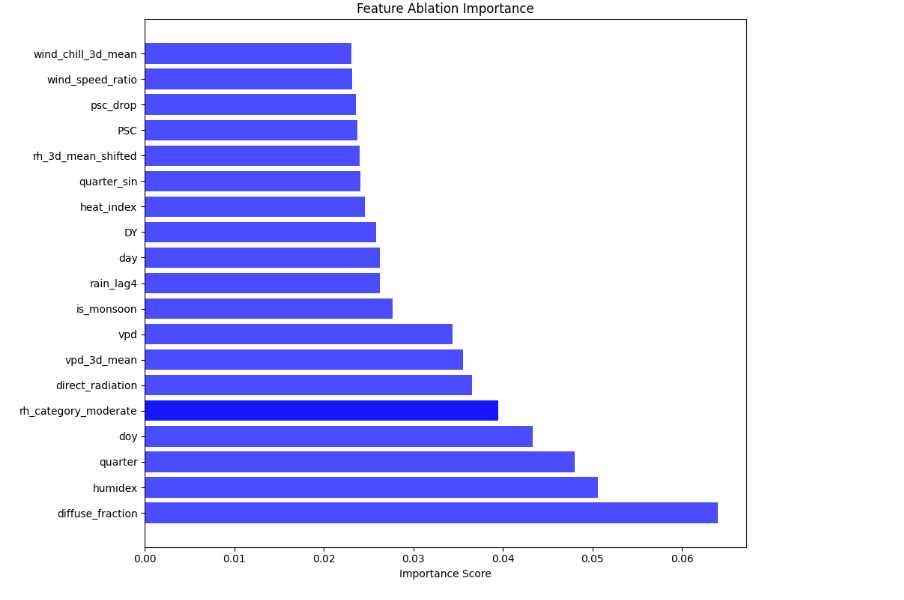 Feature Ablation Importance
wind_chill_3d_mean
wind_speed_ratio
psc_drop
PSC
rh_3d_mean_shifted
quarter_sin
heat_index
DY
day
rain_lag4
is_monsoon
vpd
vpd_3d_mean
direct_radiation
rh_category_moderate
doy
quarter
humidex
diffuse_fraction
0.00 0.01 0.02 0.03 0.04 0.05 0.06
Importance Score